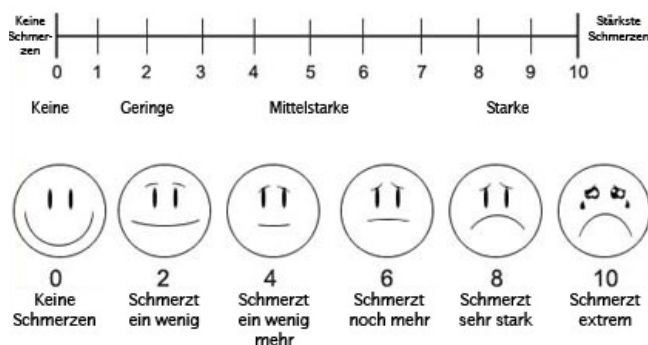 Keine
Schmer-
zen
Stärkste
Schmerzen
0 1 2 3 4 5 6 7 8 9 10
Keine Geringe Mittelstarke Starke
0 2 4 6 8 10
Keine Schmerzt Schmerzt Schmerzt Schmerzt Schmerzt
Schmerzen ein wenig ein wenig noch mehr sehr stark extrem
mehr